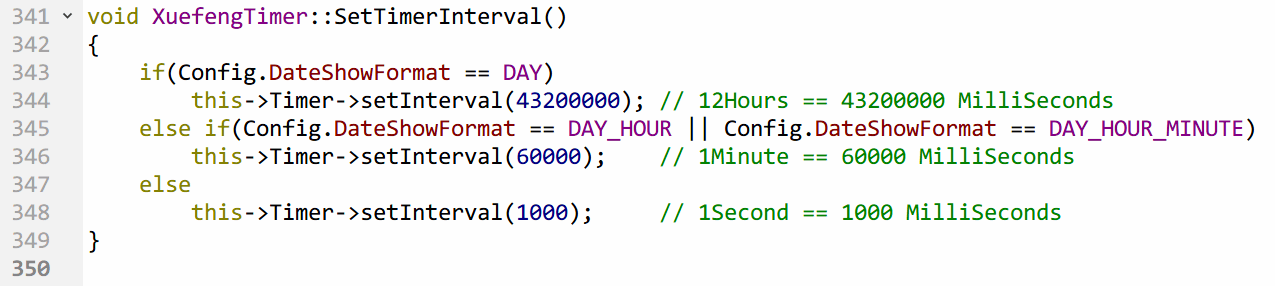 341 void XuefengTimer::SetTimerInterval()
342 {
343     if(Config.DateShowFormat == DAY)
344         this->Timer->setInterval(43200000); // 12Hours == 43200000 MilliSeconds
345     else if(Config.DateShowFormat == DAY_HOUR || Config.DateShowFormat == DAY_HOUR_MINUTE)
346         this->Timer->setInterval(60000);    // 1Minute == 60000 MilliSeconds
347     else
348         this->Timer->setInterval(1000);     // 1Second == 1000 MilliSeconds
349 }
350